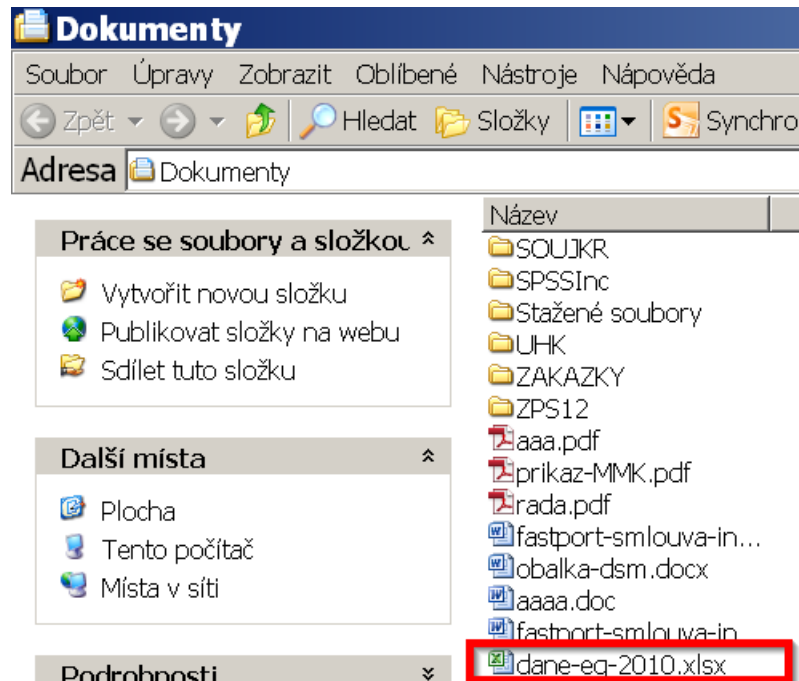 Dokumenty
Soubor Úpravy Zobrazit Oblíbené Nástroje Nápověda
Zpět Hledat Složky Synchro
Adresa Dokumenty
Práce se soubory a složkou
Vytvořit novou složku
Publikovat složky na webu
Sdílet tuto složku
Další místa
Plocha
Tento počítač
Místa v síti
Podrobnosti
Název
SOUJKR
SPSSInc
Stažené soubory
UHK
ZAKAZKY
ZPS12
aaa.pdf
prikaz-MMK.pdf
rada.pdf
fastport-smlouva-in...
obalka-dsm.docx
aaaa.doc
fastport-smlouva-in
dane-eq-2010.xlsx